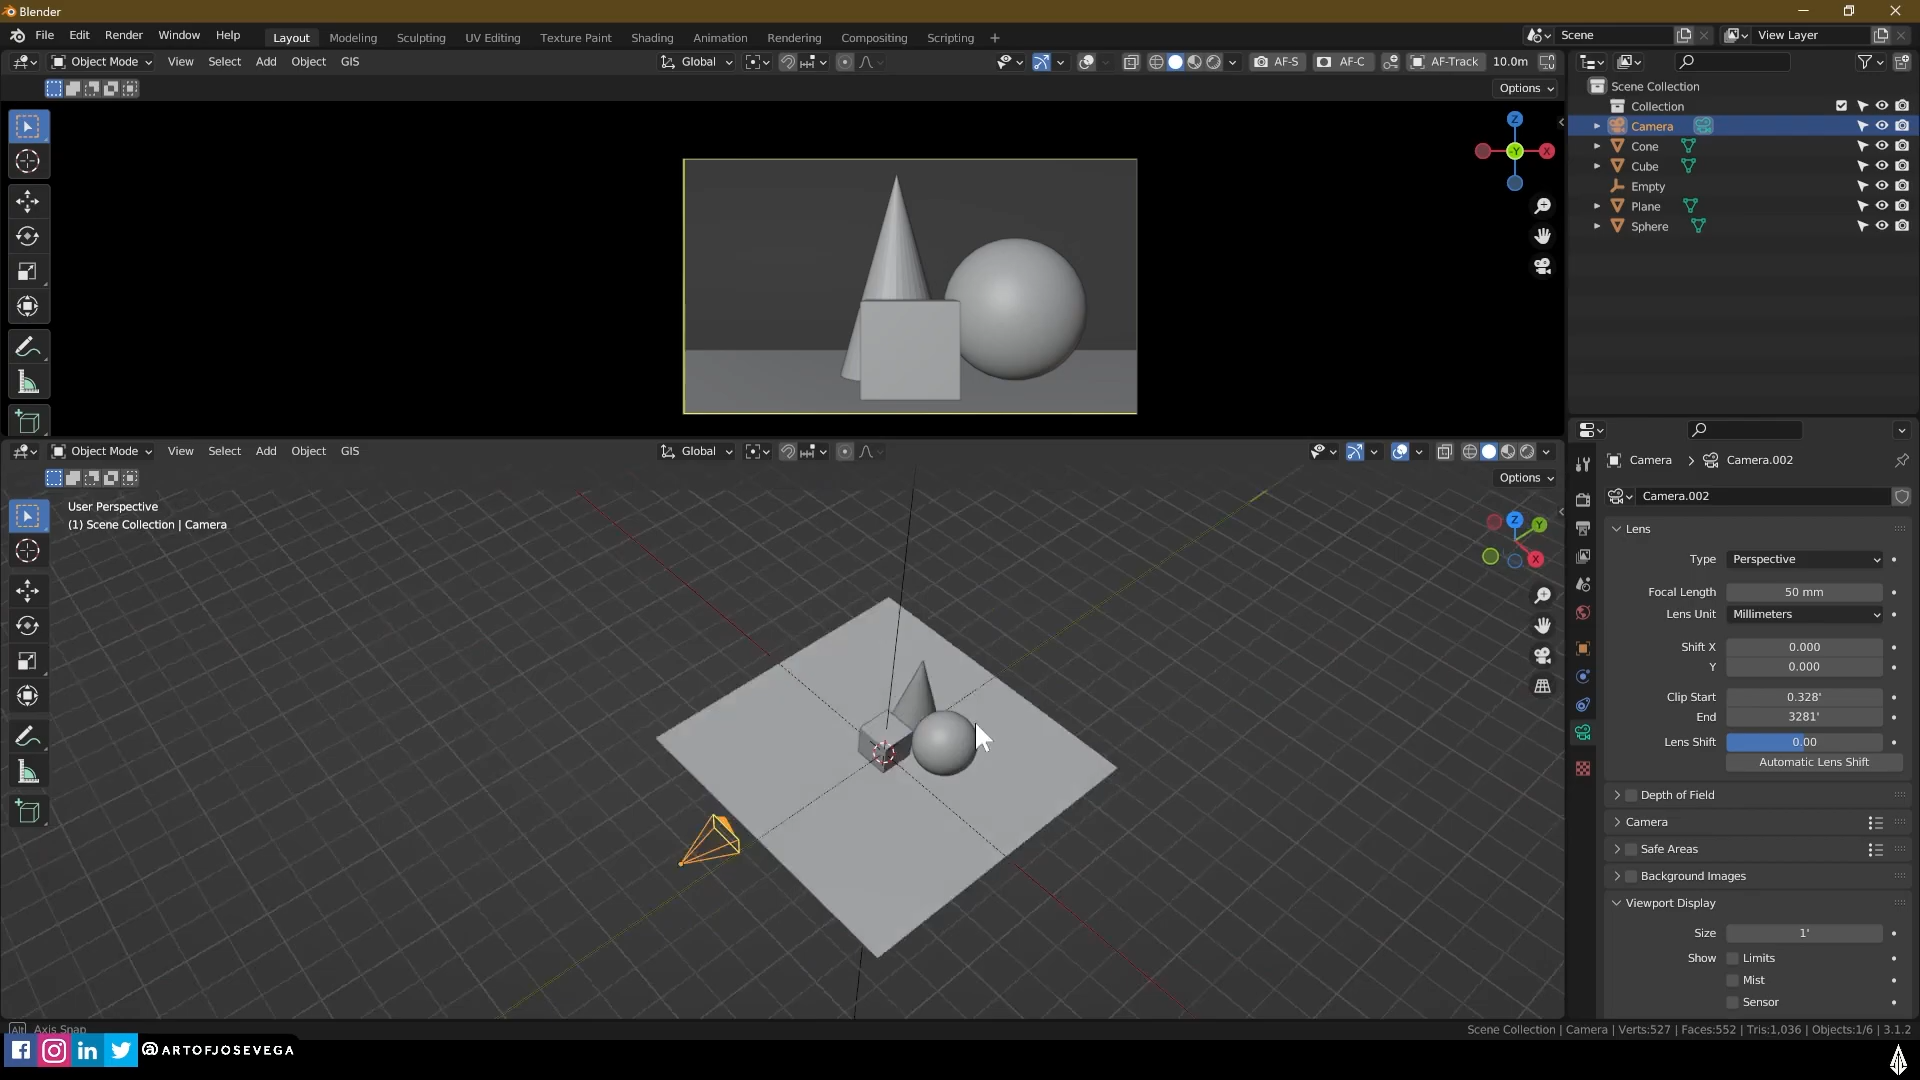 Blender
File Edit Render Window Help Layout Modeling Sculpting UV Editing Texture Paint Shading Animation Rendering Compositing Scripting + Scene View Layer
Object Mode View Select Add Object GIS Global AF-S AF-C AF-Track 10.0m
Options
Z
-Y
X
Scene Collection
Collection
Camera
Cone
Cube
Empty
Plane
Sphere
Object Mode View Select Add Object GIS Global
Options
User Perspective
(1) Scene Collection | Camera
Z
Y
X
Camera > Camera.002
Camera.002
Lens
Type Perspective
Focal Length 50 mm
Lens Unit Millimeters
Shift X 0.000
Y 0.000
Clip Start 0.328'
End 3281'
Lens Shift 0.00
Automatic Lens Shift
Depth of Field
Camera
Safe Areas
Background Images
Viewport Display
Size 1'
Show Limits
Mist
Sensor
Alt Axis Snap
Scene Collection | Camera | Verts:527 | Faces:552 | Tris:1,036 | Objects:1/6 | 3.1.2
@ARTOFJOSEVEGA